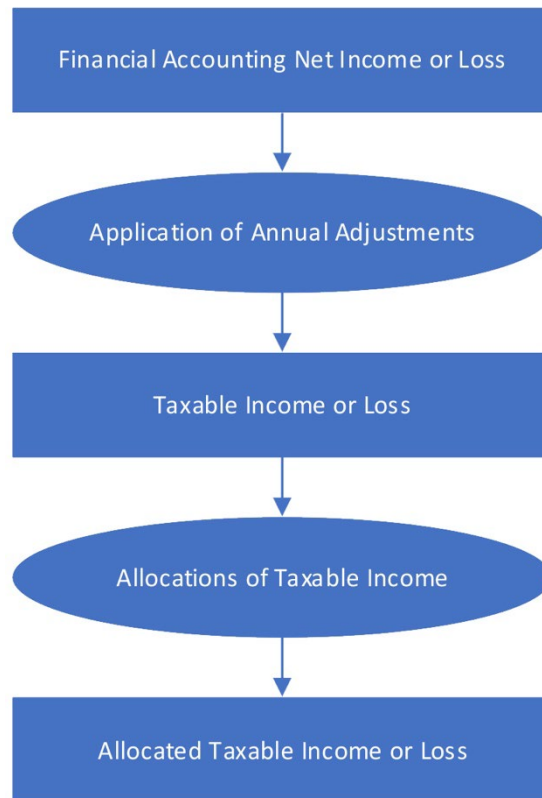 Financial Accounting Net Income or Loss
Application of Annual Adjustments
Taxable Income or Loss
Allocations of Taxable Income
Allocated Taxable Income or Loss